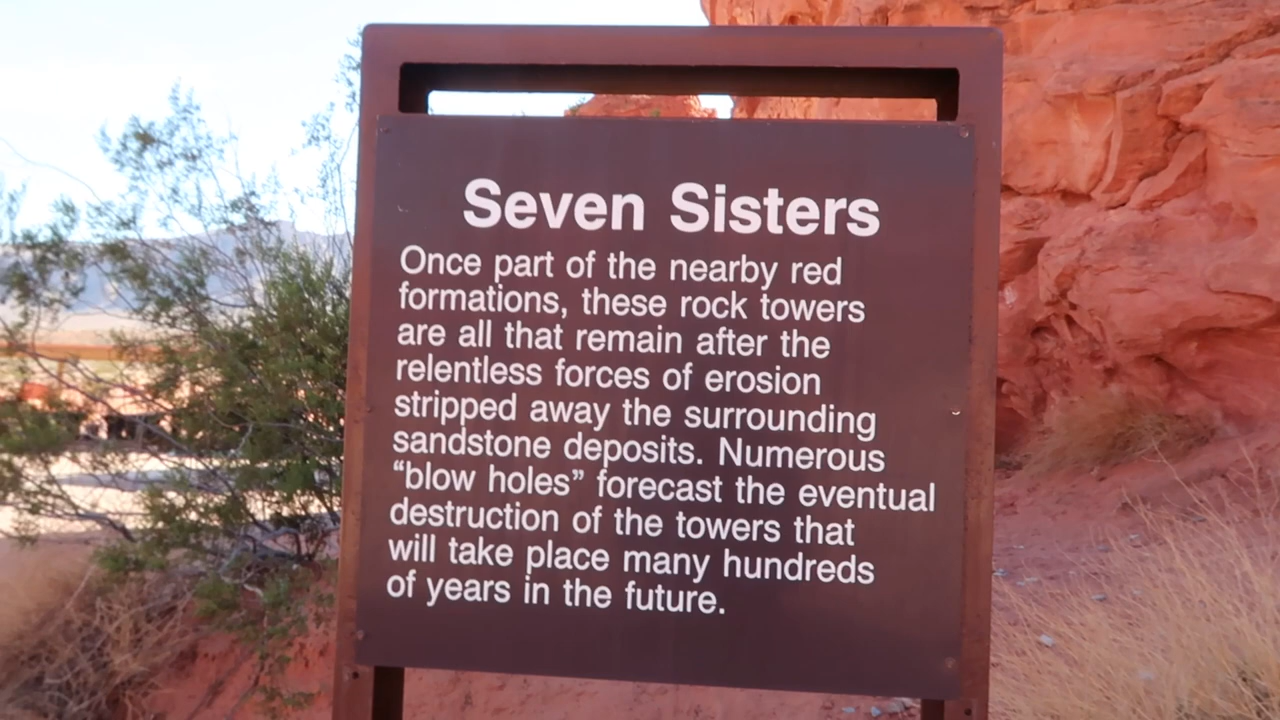 Seven Sisters
Once part of the nearby red
formations, these rock towers
are all that remain after the
relentless forces of erosion
stripped away the surrounding
sandstone deposits. Numerous
“blow holes” forecast the eventual
destruction of the towers that
will take place many hundreds
of years in the future.